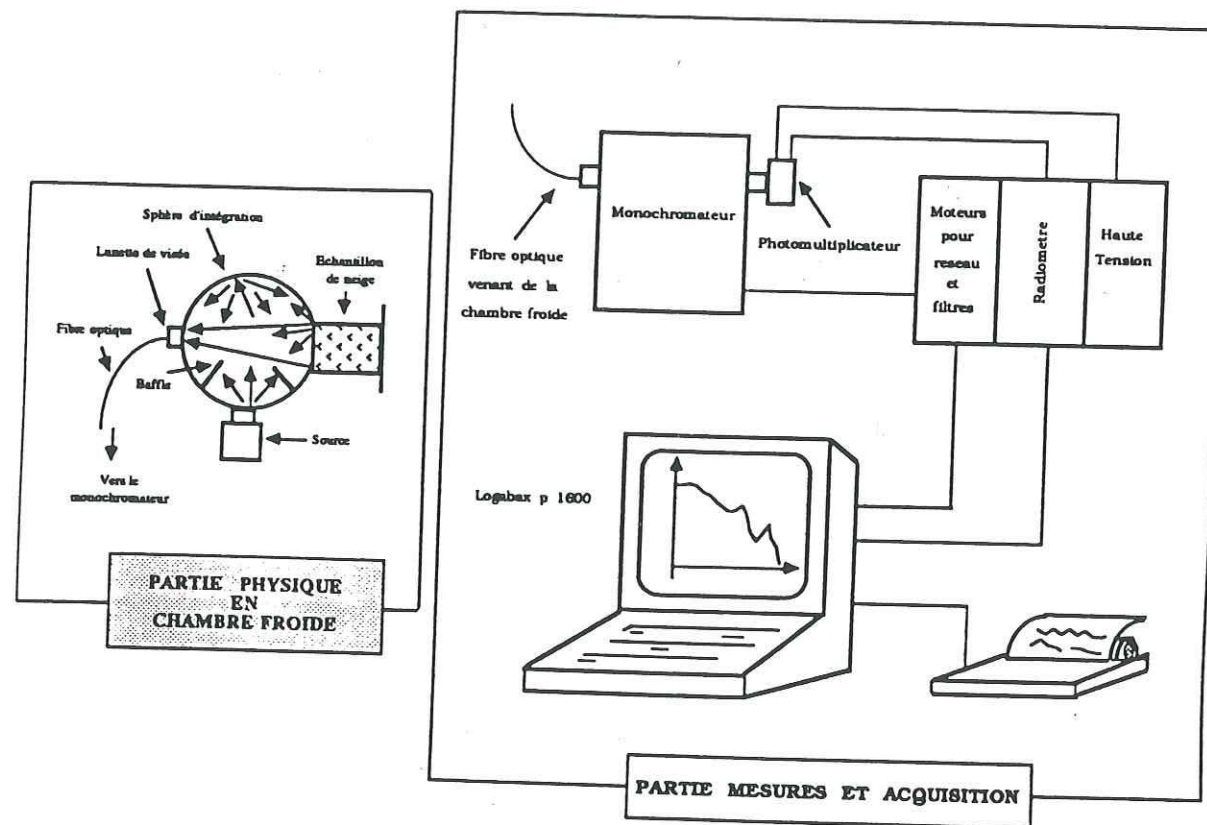 Sphère d'intégration
Lunette de visée
Echantillon
de neige
Fibre optique
Baffle
Source
Vers le
monochromateur
PARTIE PHYSIQUE
EN
CHAMBRE FROIDE
Monochromateur
Photomultiplicateur
Fibre optique
venant de la
chambre froide
Moteurs
pour
reseau
et
filtres
Radiometre
Haute
Tension
Logabax p 1600
PARTIE MESURES ET ACQUISITION